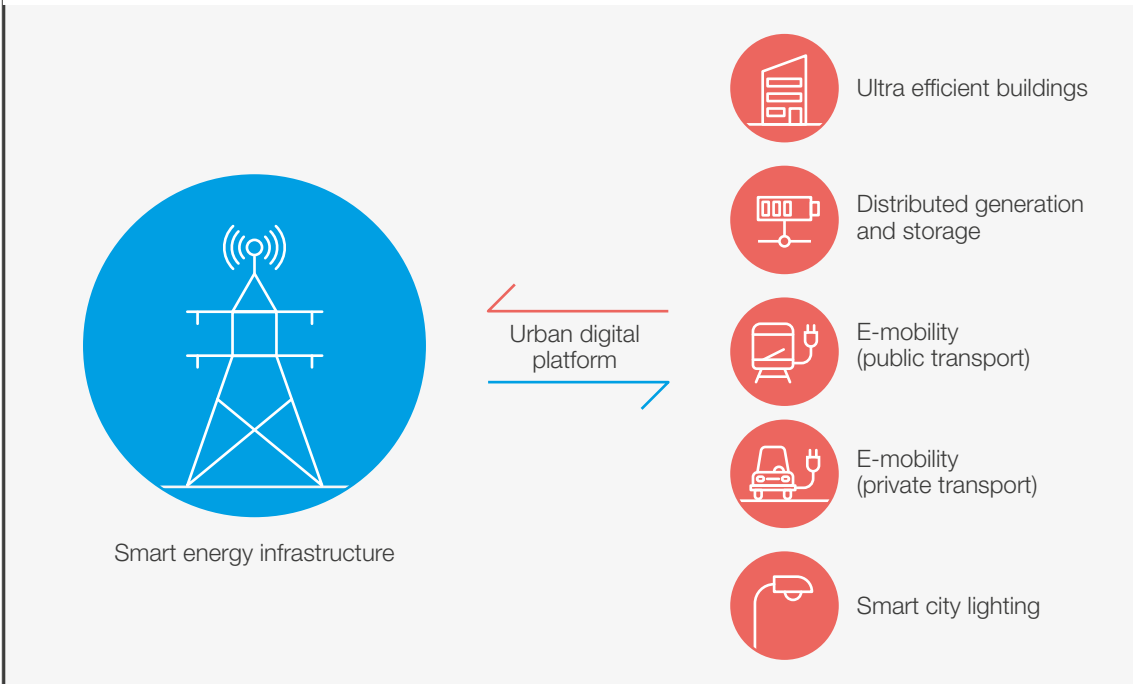 Ultra efficient buildings
Distributed generation
and storage
Urban digital
platform
E-mobility
(public transport)
E-mobility
(private transport)
Smart energy infrastructure
Smart city lighting